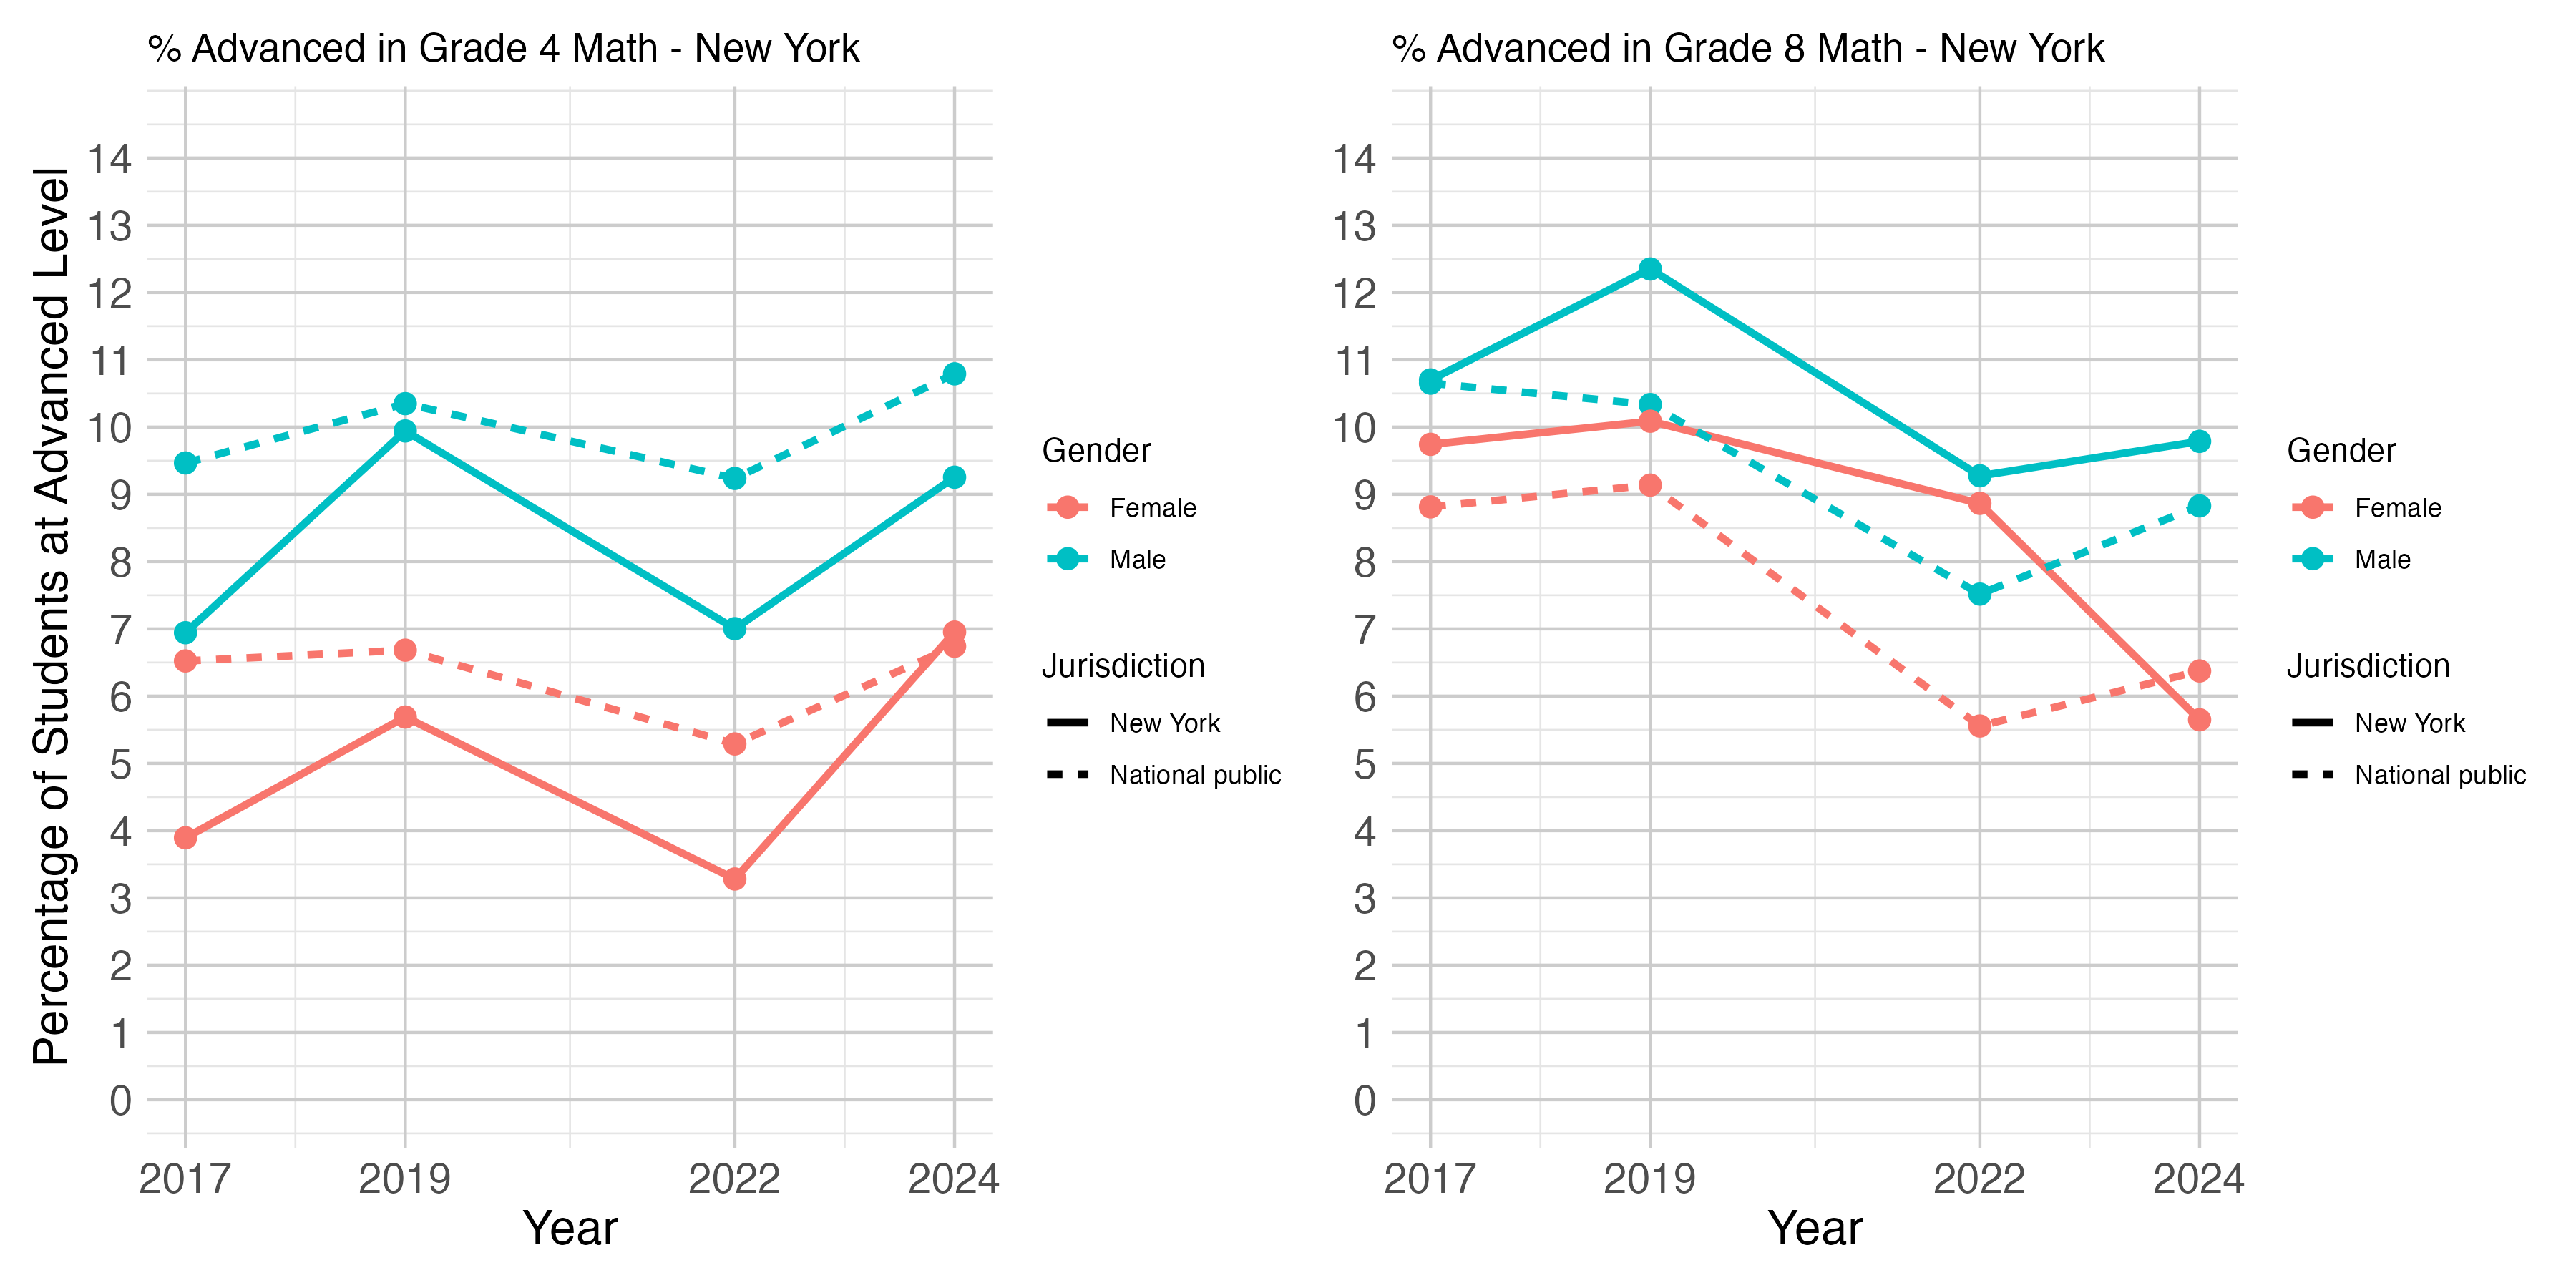 % Advanced in Grade 4 Math - New York
Percentage of Students at Advanced Level
14
13
12
11
10
9
8
7
6
5
4
3
2
1
0
2017
2019
2022
2024
Year
Gender
Female
Male
Jurisdiction
New York
National public
% Advanced in Grade 8 Math - New York
14
13
12
11
10
9
8
7
6
5
4
3
2
1
0
2017
2019
2022
2024
Year
Gender
Female
Male
Jurisdiction
New York
National public